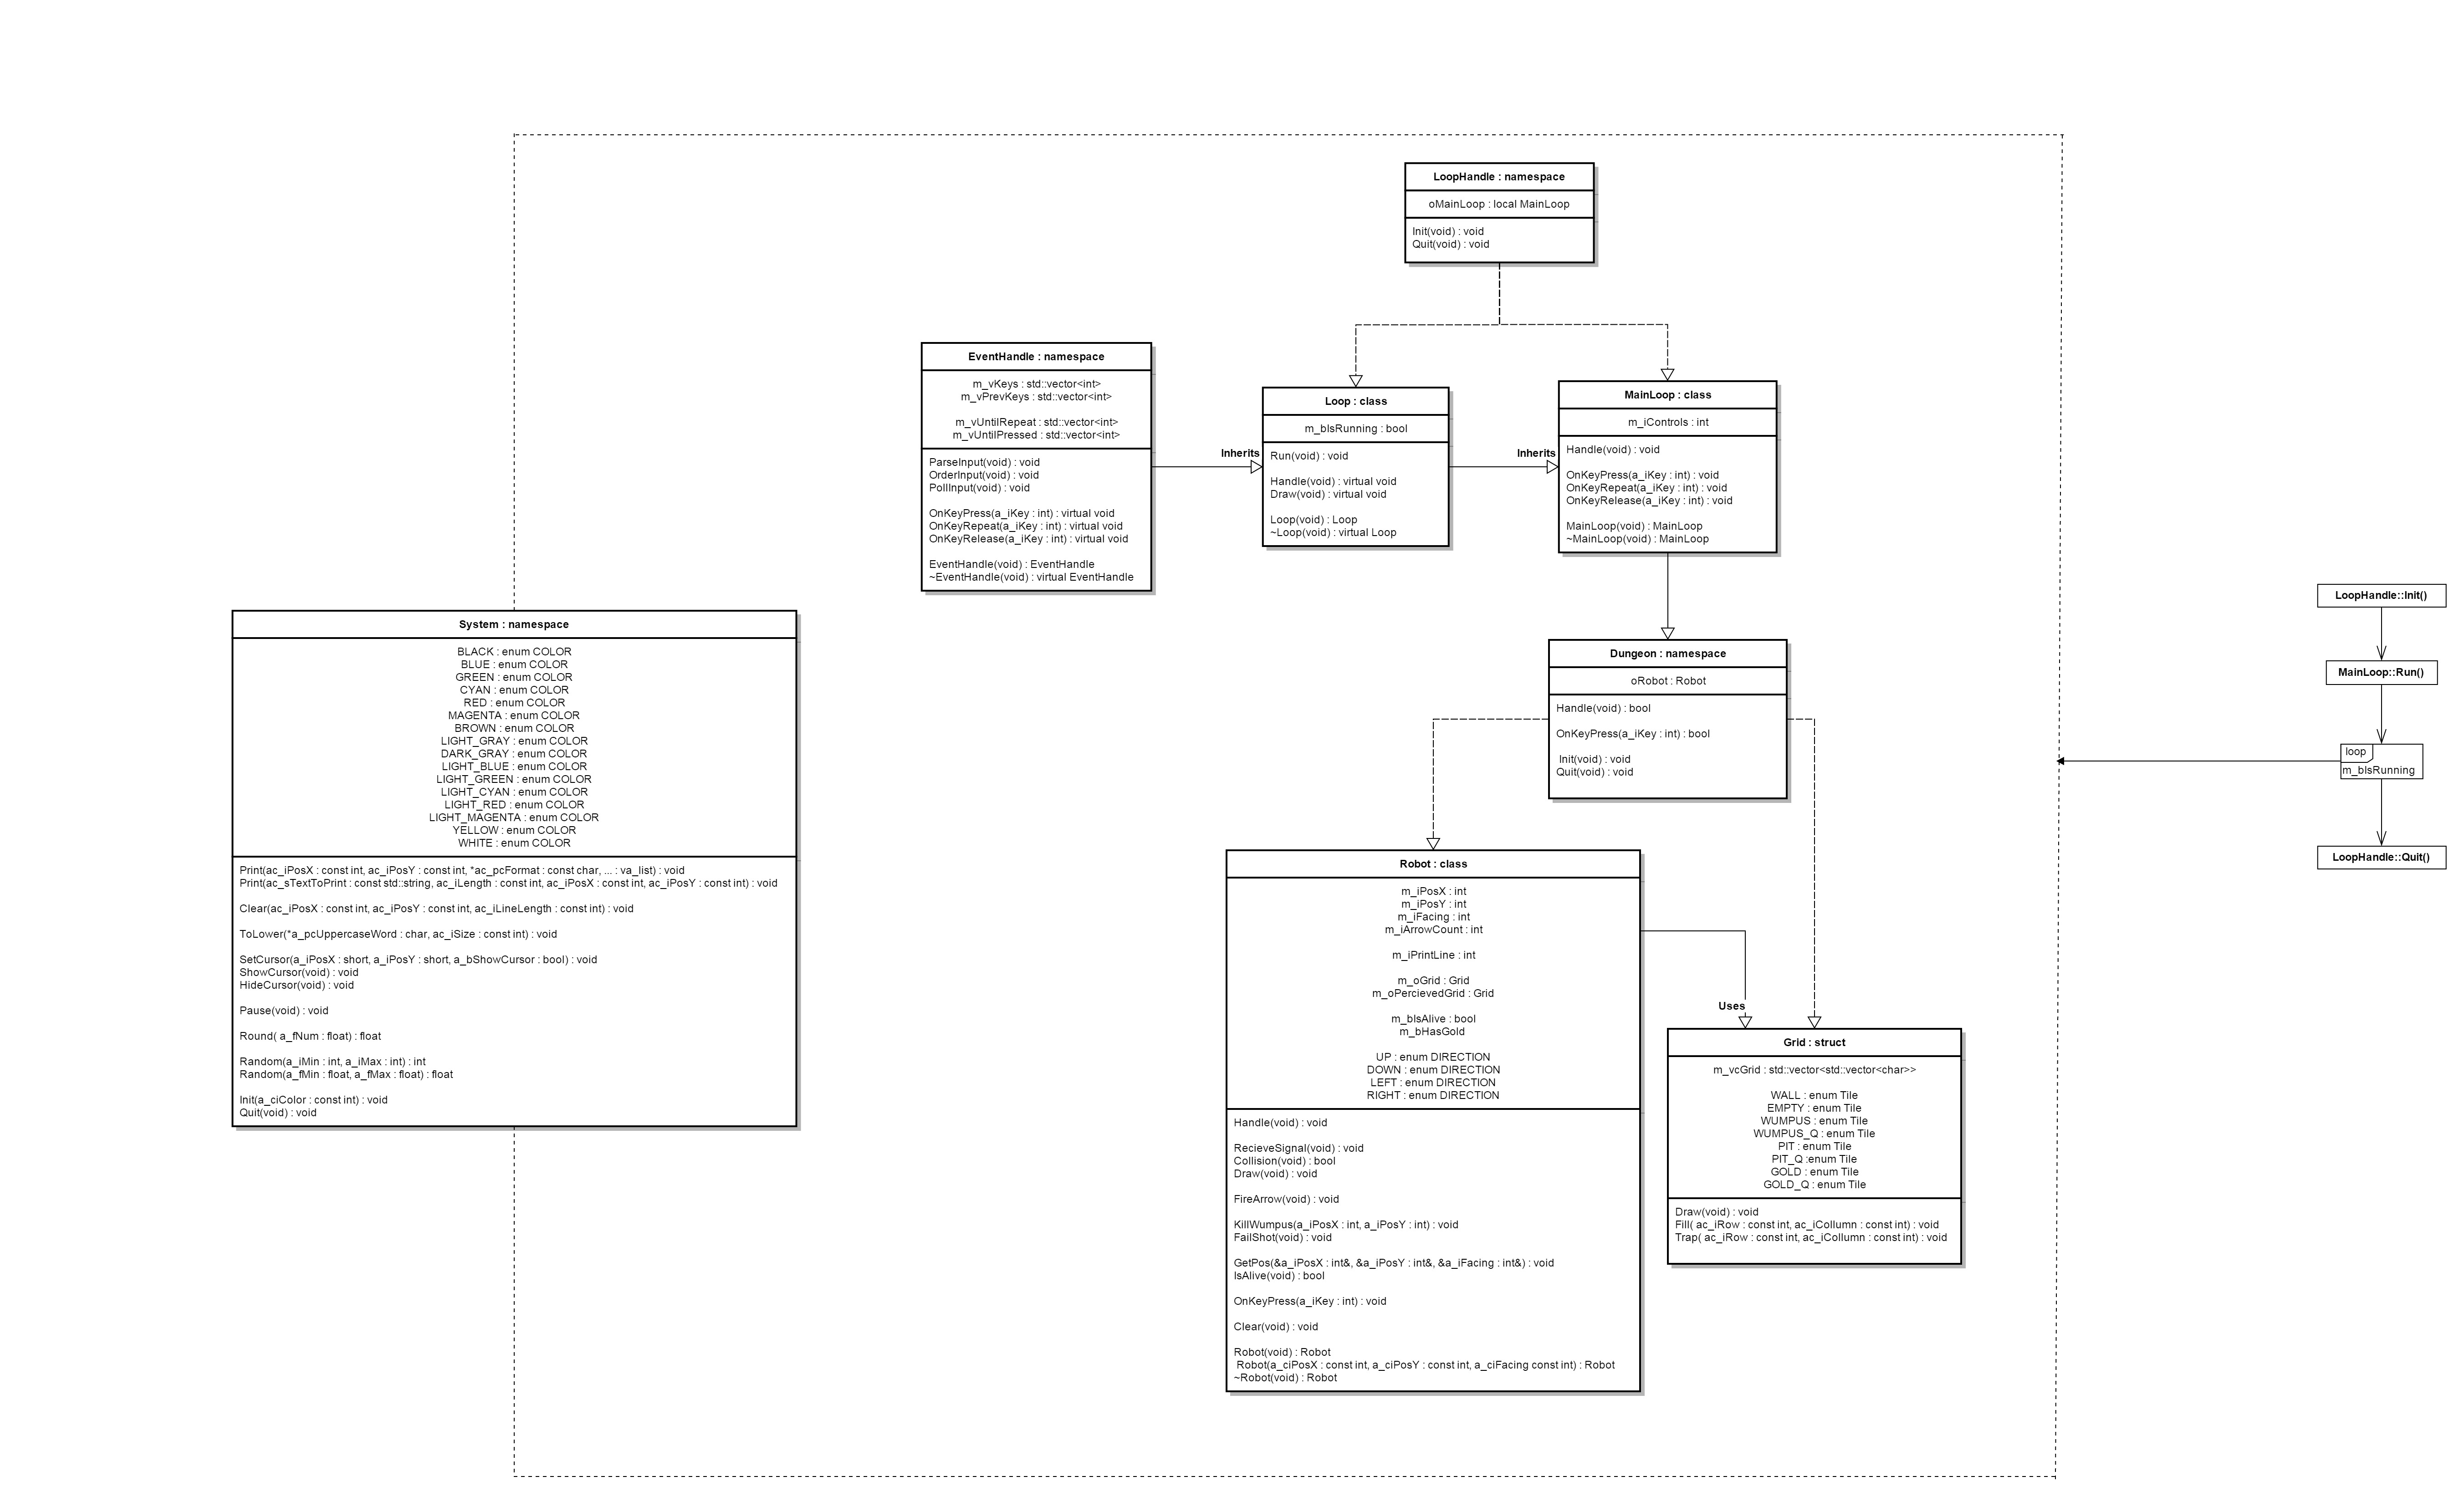 LoopHandle : namespace
oMainLoop : local MainLoop
Init(void) : void
Quit(void) : void
EventHandle : namespace
m_vKeys : std::vector<int>
m_vPrevKeys : std::vector<int>
m_vUntilRepeat : std::vector<int>
m_vUntilPressed : std::vector<int>
ParseInput(void) : void
OrderInput(void) : void
PollInput(void) : void
OnKeyPress(a_iKey : int) : virtual void
OnKeyRepeat(a_iKey : int) : virtual void
OnKeyRelease(a_iKey : int) : virtual void
EventHandle(void) : EventHandle
~EventHandle(void) : virtual EventHandle
Inherits
Loop : class
m_bIsRunning : bool
Run(void) : void
Handle(void) : virtual void
Draw(void) : virtual void
Loop(void) : Loop
~Loop(void) : virtual Loop
Inherits
MainLoop : class
m_iControls : int
Handle(void) : void
OnKeyPress(a_iKey : int) : void
OnKeyRepeat(a_iKey : int) : void
OnKeyRelease(a_iKey : int) : void
MainLoop(void) : MainLoop
~MainLoop(void) : MainLoop
System : namespace
BLACK : enum COLOR
BLUE : enum COLOR
GREEN : enum COLOR
CYAN : enum COLOR
RED : enum COLOR
MAGENTA : enum COLOR
BROWN : enum COLOR
LIGHT_GRAY : enum COLOR
DARK_GRAY : enum COLOR
LIGHT_BLUE : enum COLOR
LIGHT_GREEN : enum COLOR
LIGHT_CYAN : enum COLOR
LIGHT_RED : enum COLOR
LIGHT_MAGENTA : enum COLOR
YELLOW : enum COLOR
WHITE : enum COLOR
Print(ac_iPosX : const int, ac_iPosY : const int, *ac_pcFormat : const char, ... : va_list) : void
Print(ac_sTextToPrint : const std::string, ac_iLength : const int, ac_iPosX : const int, ac_iPosY : const int) : void
Clear(ac_iPosX : const int, ac_iPosY : const int, ac_iLineLength : const int) : void
ToLower(*a_pcUppercaseWord : char, ac_iSize : const int) : void
SetCursor(a_iPosX : short, a_iPosY : short, a_bShowCursor : bool) : void
ShowCursor(void) : void
HideCursor(void) : void
Pause(void) : void
Round( a_fNum : float) : float
Random(a_iMin : int, a_iMax : int) : int
Random(a_fMin : float, a_fMax : float) : float
Init(a_ciColor : const int) : void
Quit(void) : void
Dungeon : namespace
oRobot : Robot
Handle(void) : bool
OnKeyPress(a_iKey : int) : bool
Init(void) : void
Quit(void) : void
Robot : class
m_iPosX : int
m_iPosY : int
m_iFacing : int
m_iArrowCount : int
m_iPrintLine : int
m_oGrid : Grid
m_oPercievedGrid : Grid
m_bIsAlive : bool
m_bHasGold
UP : enum DIRECTION
DOWN : enum DIRECTION
LEFT : enum DIRECTION
RIGHT : enum DIRECTION
Handle(void) : void
RecieveSignal(void) : void
Collision(void) : bool
Draw(void) : void
FireArrow(void) : void
KillWumpus(a_iPosX : int, a_iPosY : int) : void
FailShot(void) : void
GetPos(&a_iPosX : int&, &a_iPosY : int&, &a_iFacing : int&) : void
IsAlive(void) : bool
OnKeyPress(a_iKey : int) : void
Clear(void) : void
Robot(void) : Robot
Robot(a_ciPosX : const int, a_ciPosY : const int, a_ciFacing const int) : Robot
~Robot(void) : Robot
Uses
Grid : struct
m_vcGrid : std::vector<std::vector<char>>
WALL : enum Tile
EMPTY : enum Tile
WUMPUS : enum Tile
WUMPUS_Q : enum Tile
PIT : enum Tile
PIT_Q :enum Tile
GOLD : enum Tile
GOLD_Q : enum Tile
Draw(void) : void
Fill( ac_iRow : const int, ac_iCollumn : const int) : void
Trap( ac_iRow : const int, ac_iCollumn : const int) : void
LoopHandle::Init()
MainLoop::Run()
loop
m_bIsRunning
LoopHandle::Quit()